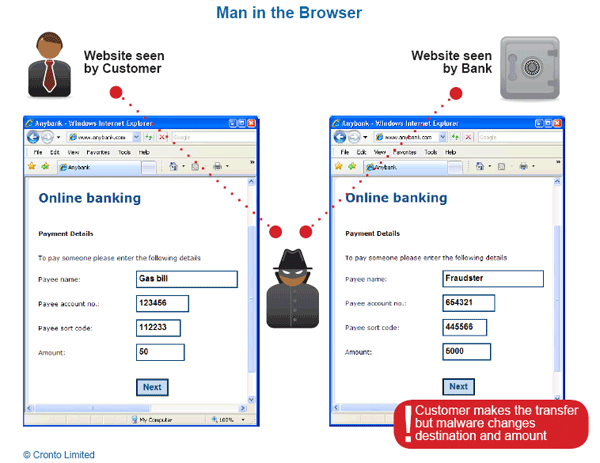 Man in the Browser
Website seen
by Customer
Website seen
by Bank
Anybank - Windows Internet Explorer
www.anybank.com
Google
File Edit View Favorites Tools Help
Anybank
Online banking
Payment Details
To pay someone please enter the following details
Payee name: Gas bill
Payee account no.: 123456
Payee sort code: 112233
Amount: 50
Next
My Computer
100%
Anybank - Windows Internet Explorer
www.anybank.com
Google
File Edit View Favorites Tools Help
Anybank
Online banking
Payment Details
To pay someone please enter the following details
Payee name: Fraudster
Payee account no.: 654321
Payee sort code: 445566
Amount: 5000
Next
! Customer makes the transfer
but malware changes
destination and amount
© Cronto Limited